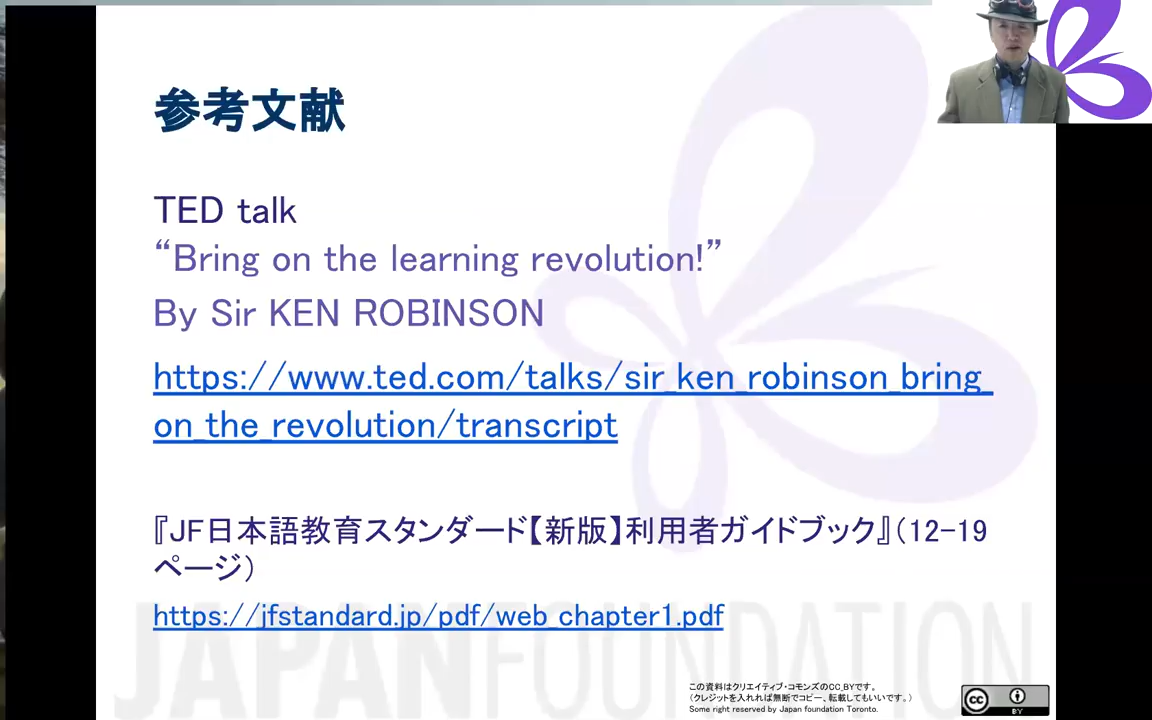 参考文献
TED talk
“Bring on the learning revolution!”
By Sir KEN ROBINSON
https://www.ted.com/talks/sir_ken_robinson_bring_
on_the_revolution/transcript
『JF日本語教育スタンダード【新版】利用者ガイドブック』(12-19
ページ)
https://jfstandard.jp/pdf/web_chapter1.pdf
JAPANFOUNDATION
この資料はクリエイティブ・コモンズのCC_BYです。
(クレジットを入れれば無断でコピー、転載してもいいです。)
Some right reserved by Japan foundation Toronto.
cc
BY